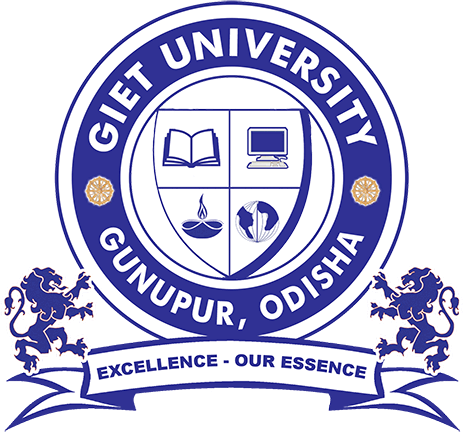 GIET UNIVERSITY
GUNUPUR, ODISHA
EXCELLENCE - OUR ESSENCE